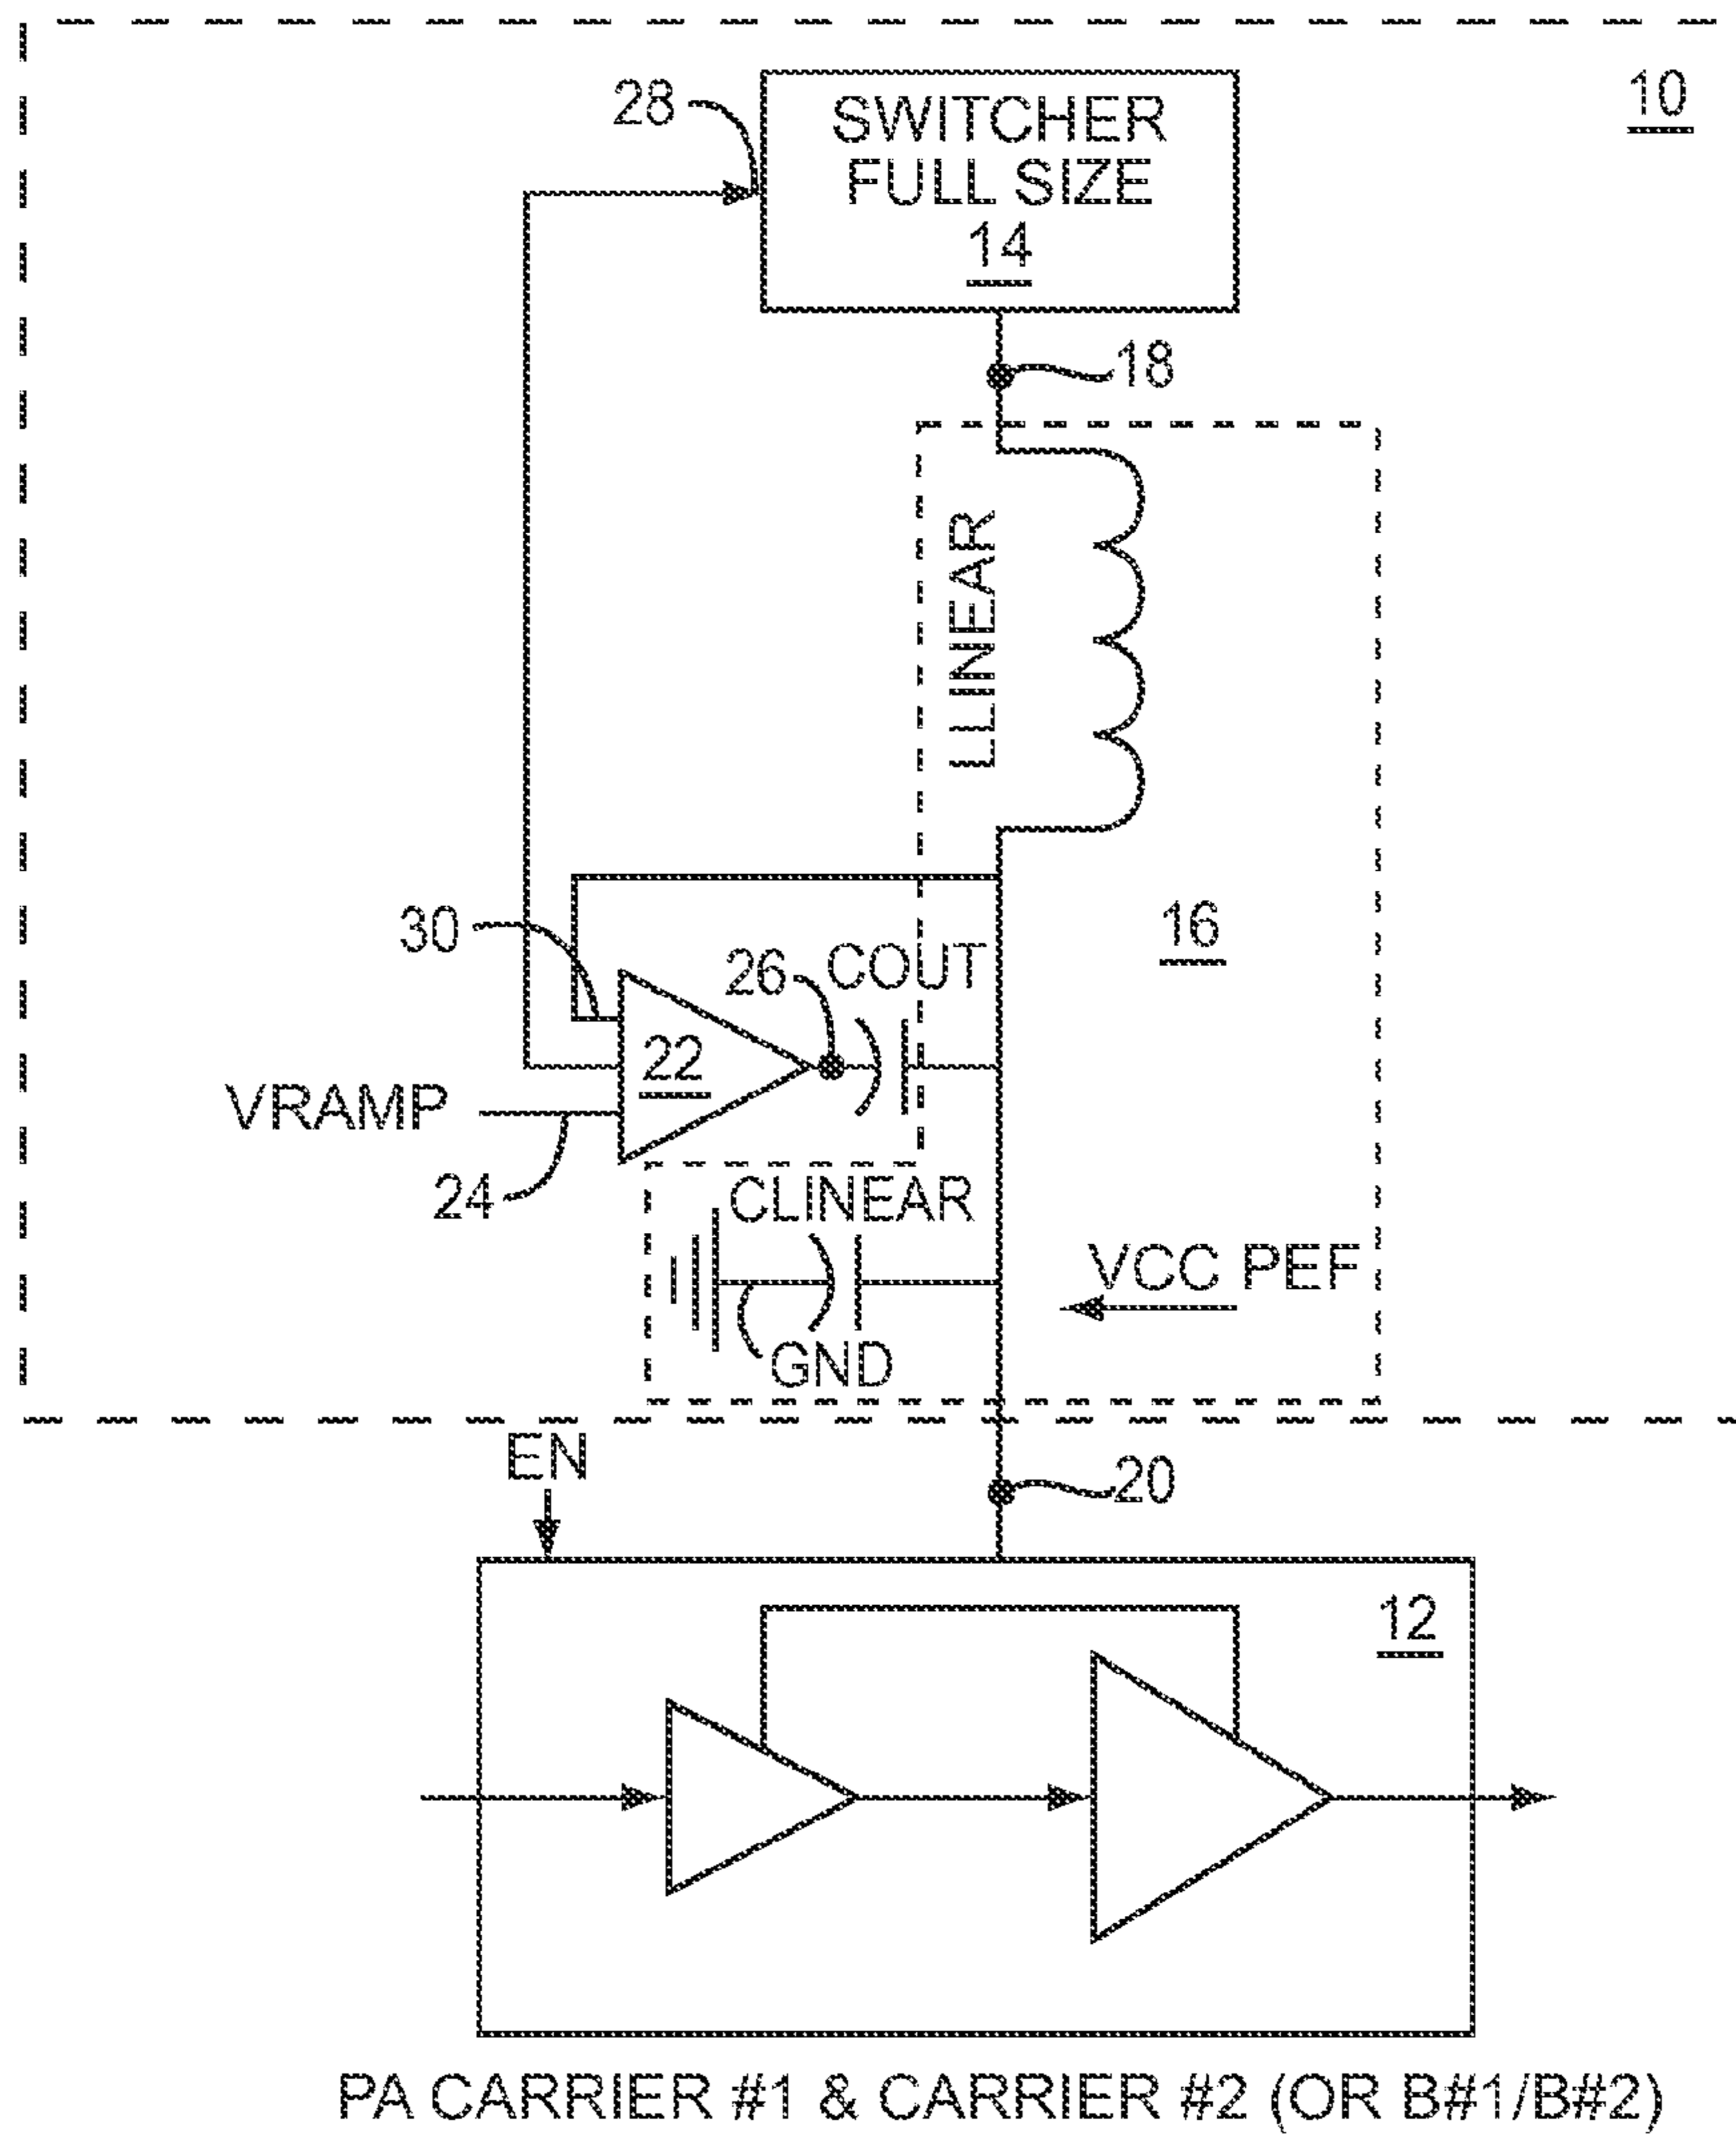 10
28
SWITCHER
FULL SIZE
14
18
LLINEAR
30
26
COUT
16
22
VRAMP
24
CLINEAR
VCC PEF
GND
EN
20
12
PA CARRIER #1 & CARRIER #2 (OR B#1/B#2)